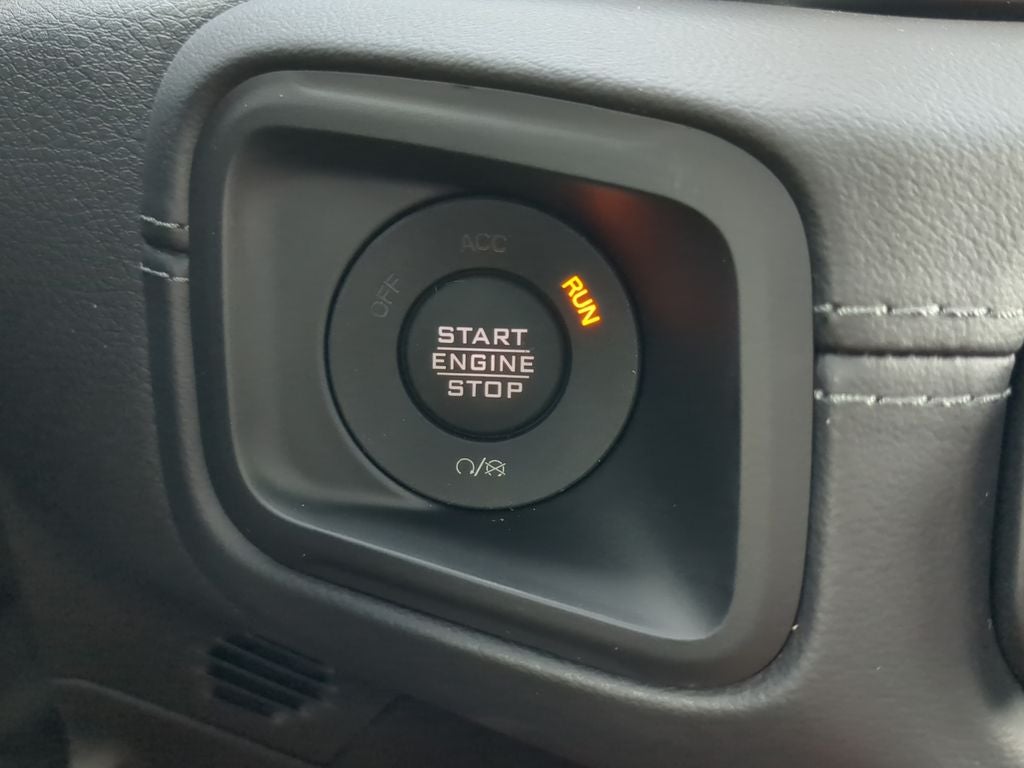 ACC
OFF
RUN
START
ENGINE
STOP